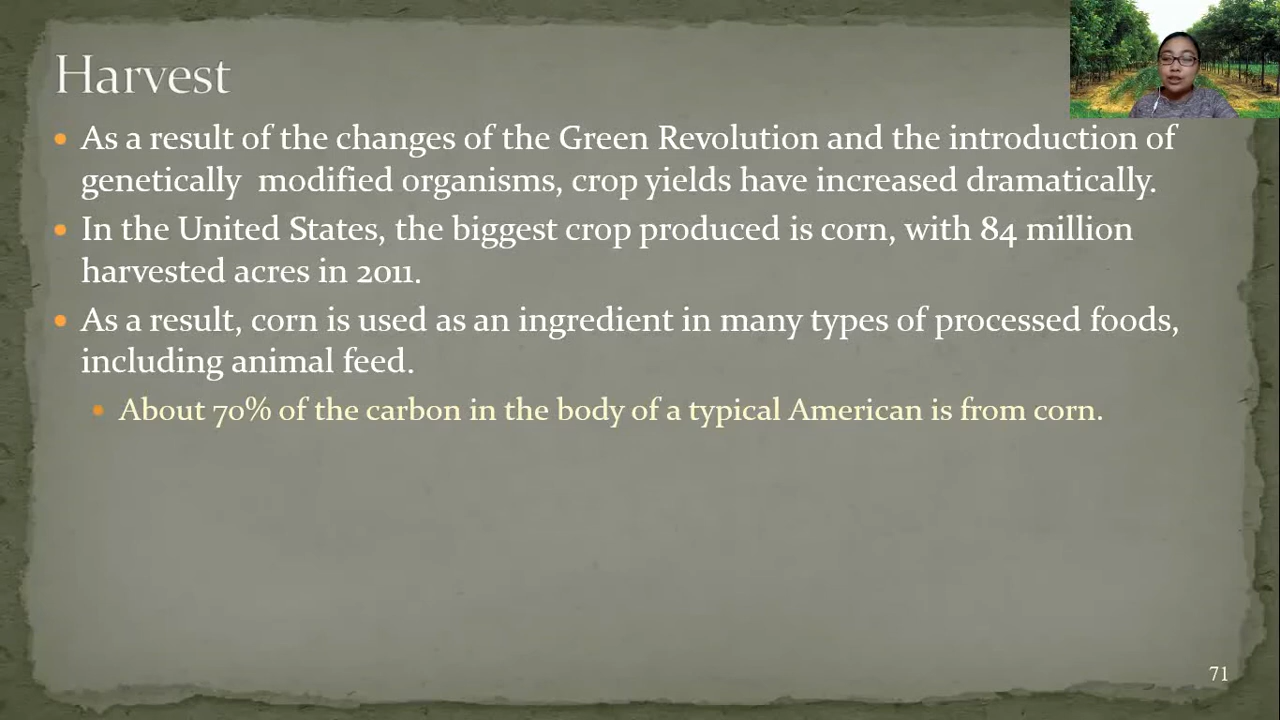 Harvest
As a result of the changes of the Green Revolution and the introduction of
genetically  modified organisms, crop yields have increased dramatically.
In the United States, the biggest crop produced is corn, with 84 million
harvested acres in 2011.
As a result, corn is used as an ingredient in many types of processed foods,
including animal feed.
About 70% of the carbon in the body of a typical American is from corn.
71